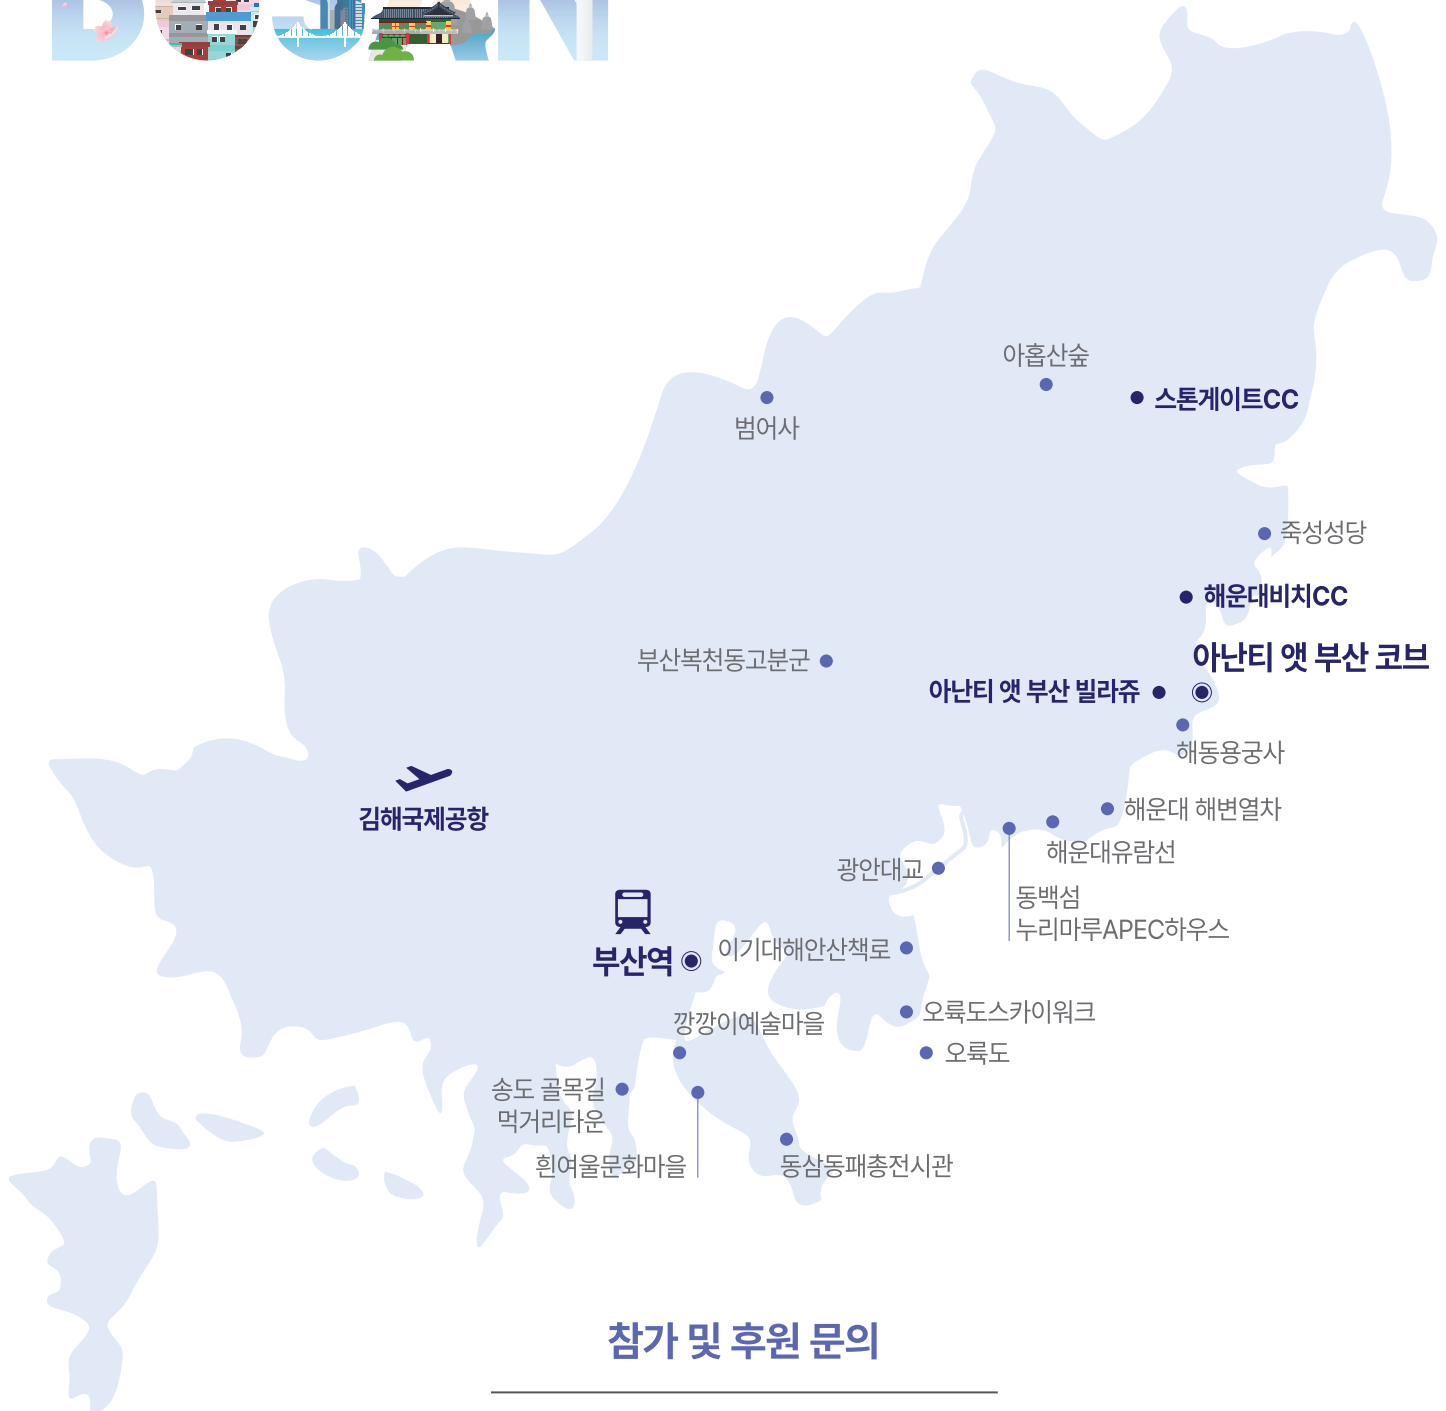 BUSAN
아홉산숲
스톤게이트CC
범어사
죽성성당
해운대비치CC
아난티 앳 부산 코브
부산복천동고분군
아난티 앳 부산 빌라쥬
해동용궁사
김해국제공항
해운대 해변열차
해운대유람선
광안대교
동백섬
누리마루APEC하우스
부산역
이기대해안산책로
오륙도스카이워크
깡깡이예술마을
오륙도
송도 골목길
먹거리타운
흰여울문화마을
동삼동패총전시관
참가 및 후원 문의